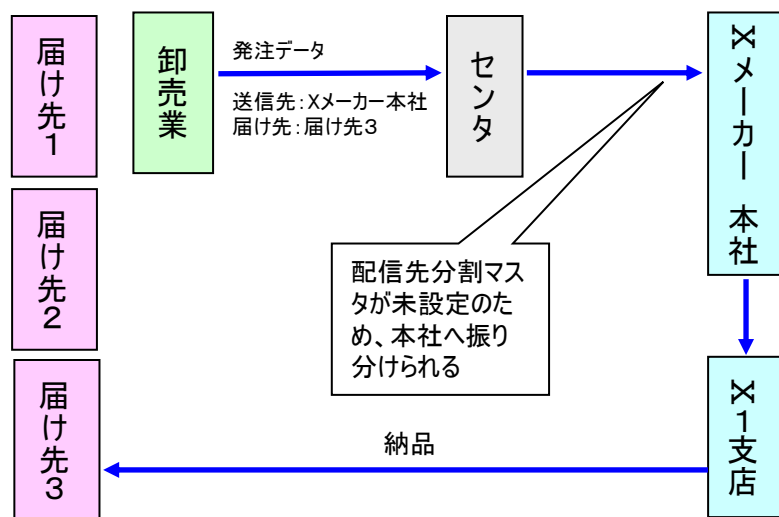 届け先1
卸売業
発注データ
送信先:Xメーカー本社
届け先:届け先3
センタ
Xメーカー 本社
届け先2
配信先分割マス
タが未設定のた
め、本社へ振り
分けられる
届け先3
納品
X1支店